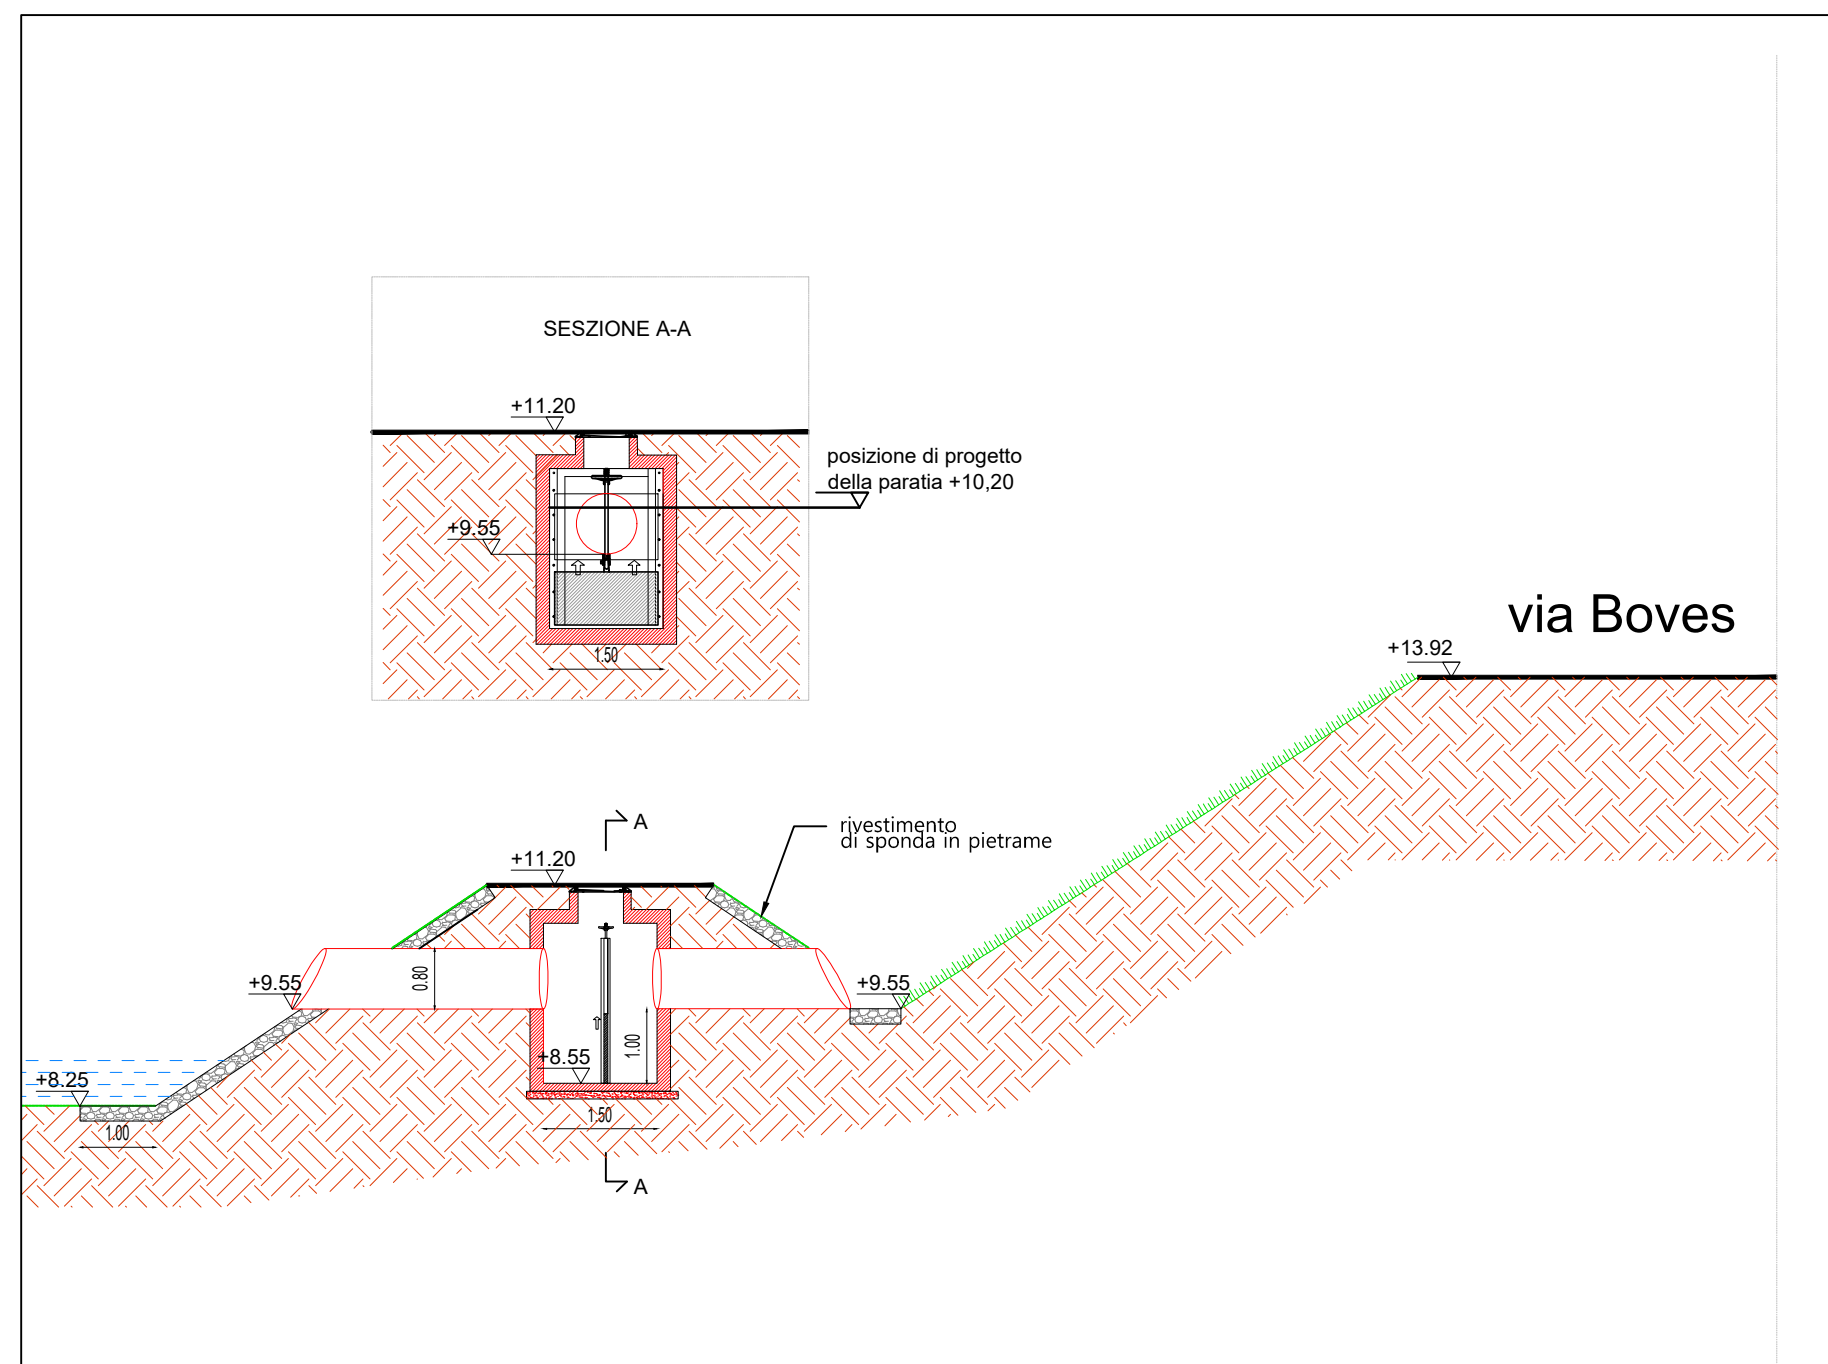 SESZIONE A-A
+11.20
posizione di progetto
della paratia +10,20
+9.55
1.50
via Boves
+13.92
A
rivestimento
di sponda in pietrame
+11.20
0.80
+9.55
+9.55
1.00
+8.55
+8.25
1.50
1.00
A